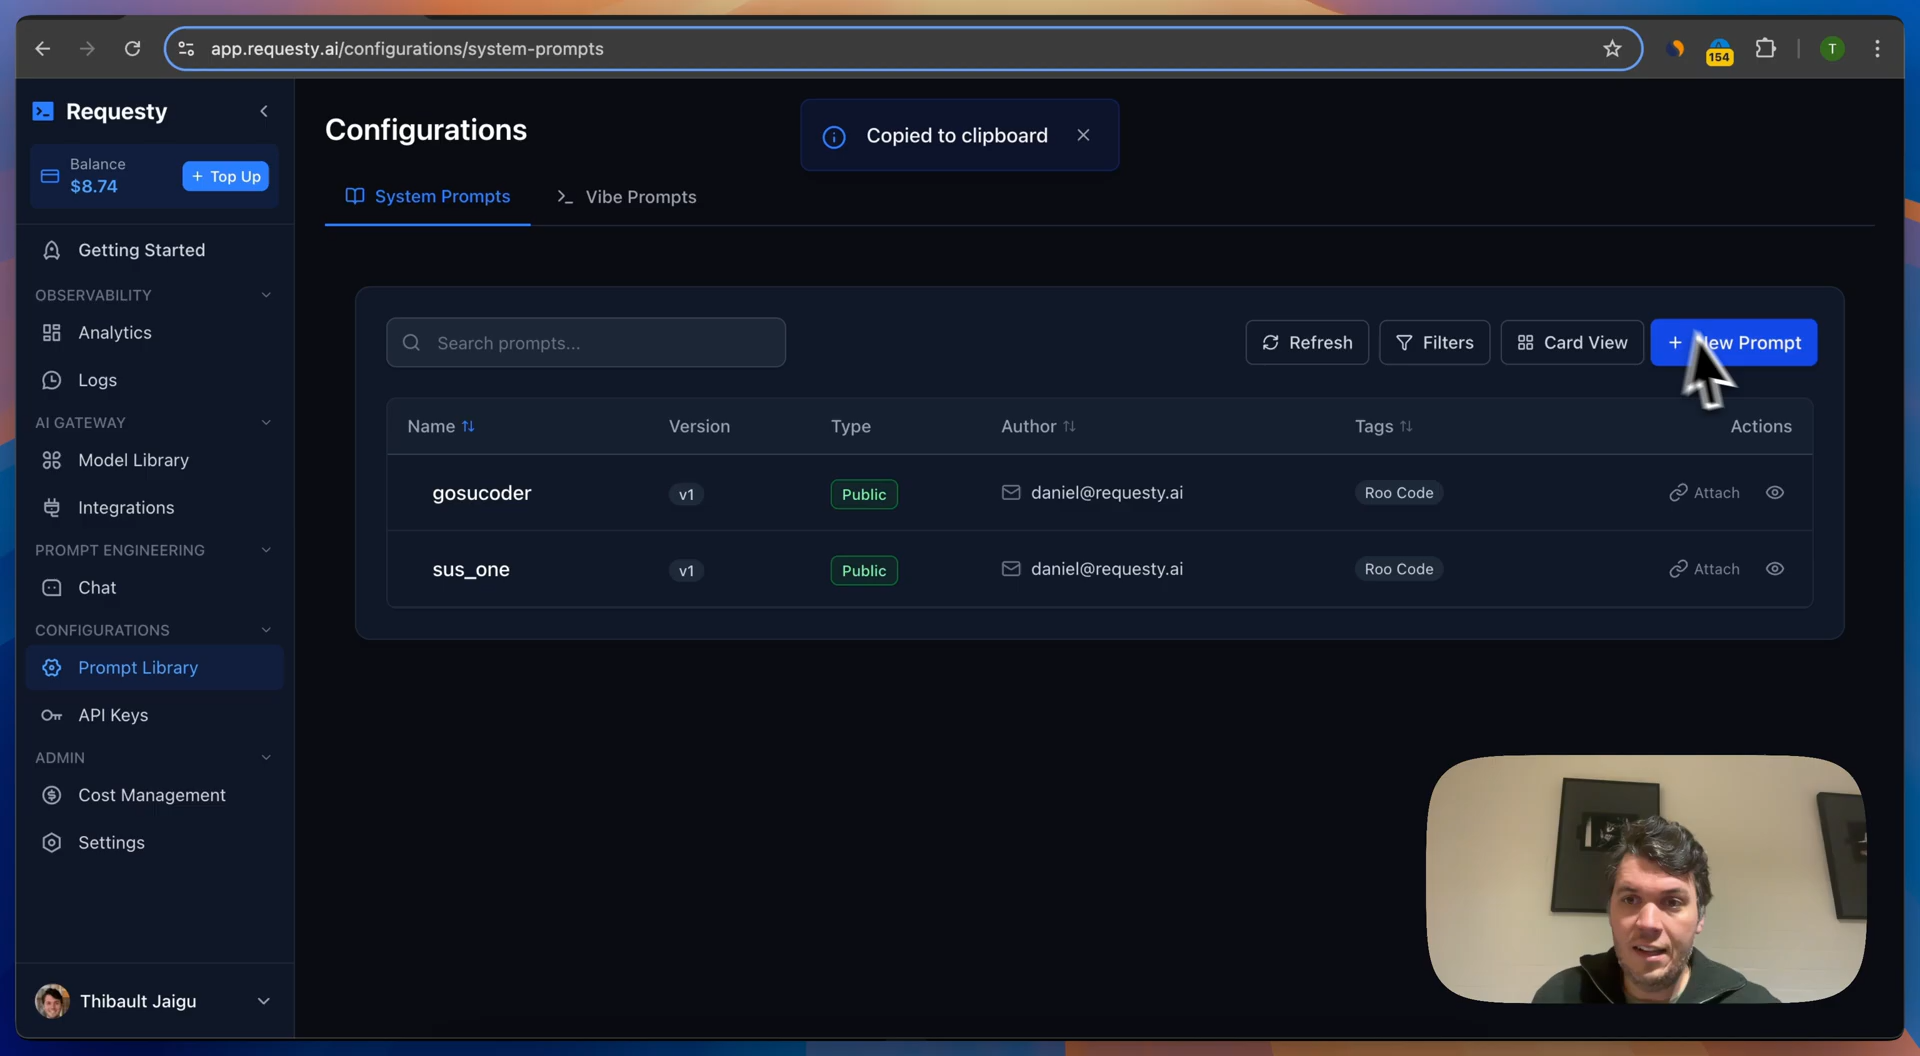 app.requesty.ai/configurations/system-prompts
154
T
Requesty
Balance
$8.74
+ Top Up
Getting Started
OBSERVABILITY
Analytics
Logs
AI GATEWAY
Model Library
Integrations
PROMPT ENGINEERING
Chat
CONFIGURATIONS
Prompt Library
API Keys
ADMIN
Cost Management
Settings
Thibault Jaigu
Configurations
Copied to clipboard
System Prompts
Vibe Prompts
Search prompts...
Refresh
Filters
Card View
+ New Prompt
Name Version Type Author Tags Actions
gosucoder v1 Public daniel@requesty.ai Roo Code Attach
sus_one v1 Public daniel@requesty.ai Roo Code Attach